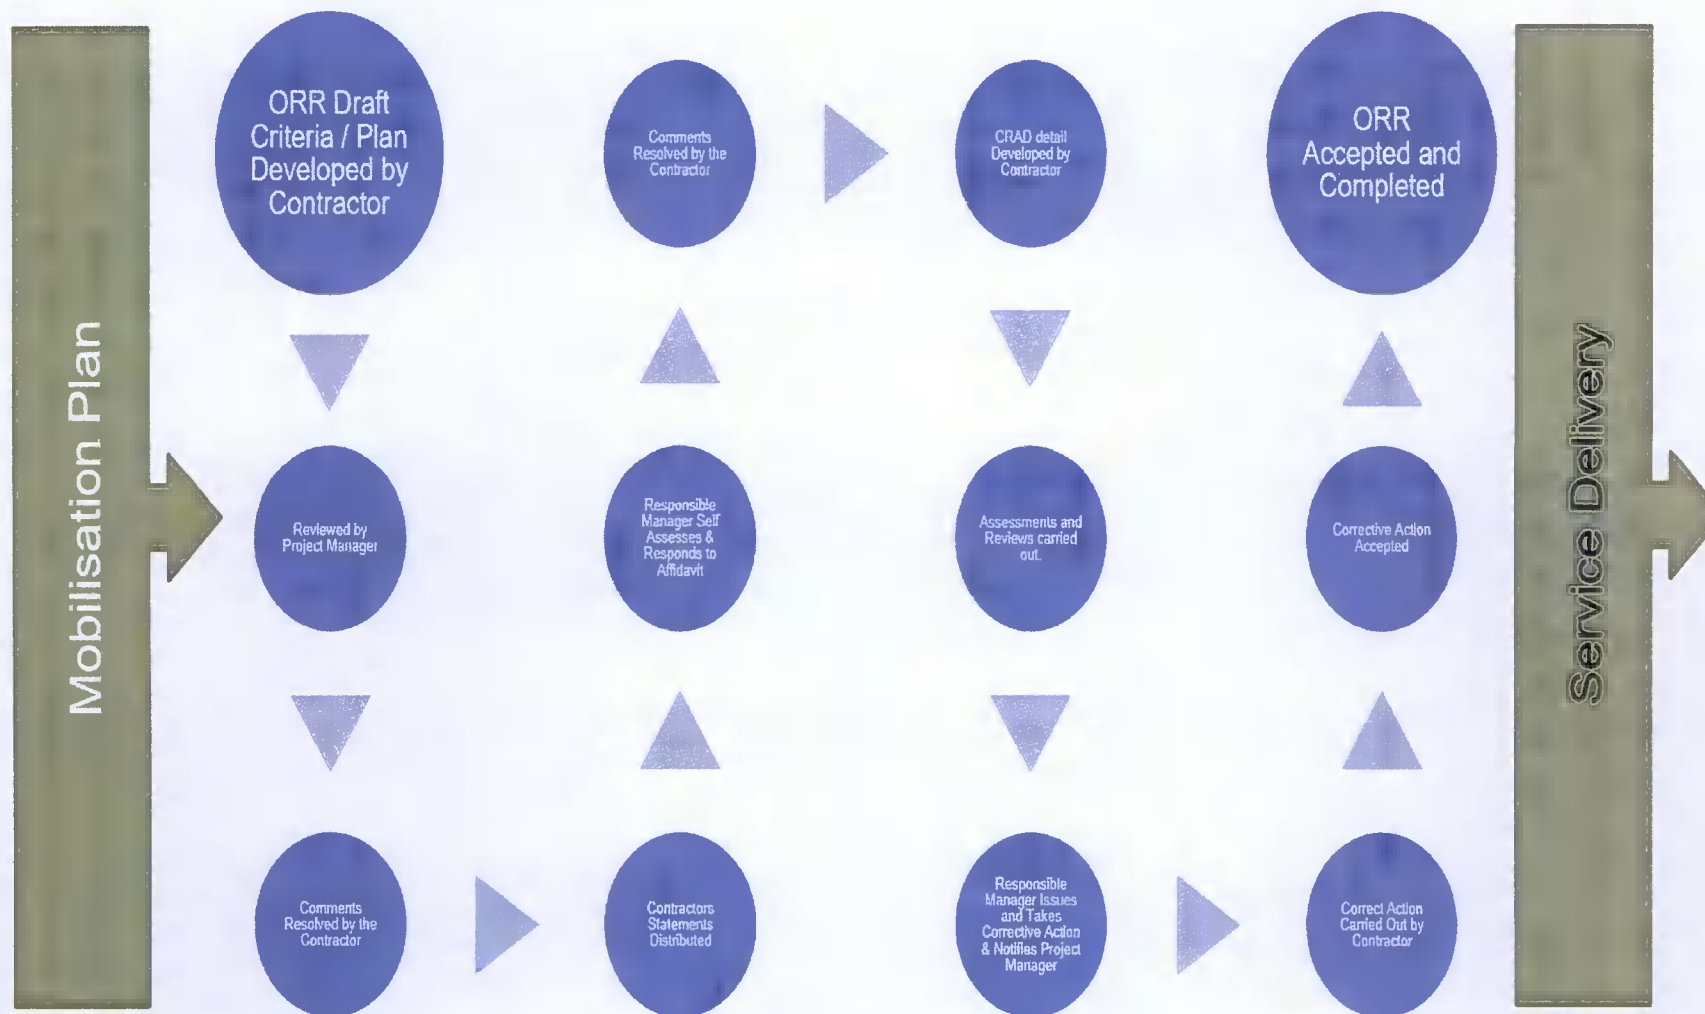 Mobilisation Plan
ORR Draft
Criteria / Plan
Developed by
Contractor
Reviewed by
Project Manager
Comments
Resolved by the
Contractor
Contractors
Statements
Distributed
Responsible
Manager Self
Assesses &
Responds to
Affidavit
Comments
Resolved by the
Contractor
CRAD detail
Developed by
Contractor
Assessments and
Reviews carried
out.
Responsible
Manager Issues
and Takes
Corrective Action
& Notifies Project
Manager
Correct Action
Carried Out by
Contractor
Corrective Action
Accepted
ORR
Accepted and
Completed
Service Delivery